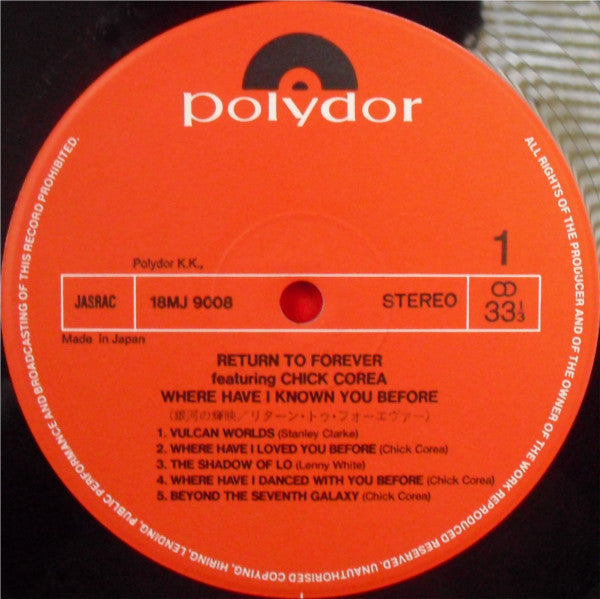 polydor
1
Polydor K.K.,
JASRAC
18MJ 9008
STEREO
33 1/3
Made in Japan
RETURN TO FOREVER
featuring CHICK COREA
WHERE HAVE I KNOWN YOU BEFORE
(銀河の輝映/リターン・トゥ・フォーエヴァー)
1. VULCAN WORLDS (Stanley Clarke)
2. WHERE HAVE I LOVED YOU BEFORE (Chick Corea)
3. THE SHADOW OF LO (Lenny White)
4. WHERE HAVE I DANCED WITH YOU BEFORE (Chick Corea)
5. BEYOND THE SEVENTH GALAXY (Chick Corea)
ALL RIGHTS OF THE PRODUCER AND OF THE OWNER OF THE WORK REPRODUCED RESERVED. UNAUTHORISED COPYING, HIRING, LENDING, PUBLIC PERFORMANCE AND BROADCASTING OF THIS RECORD PROHIBITED.